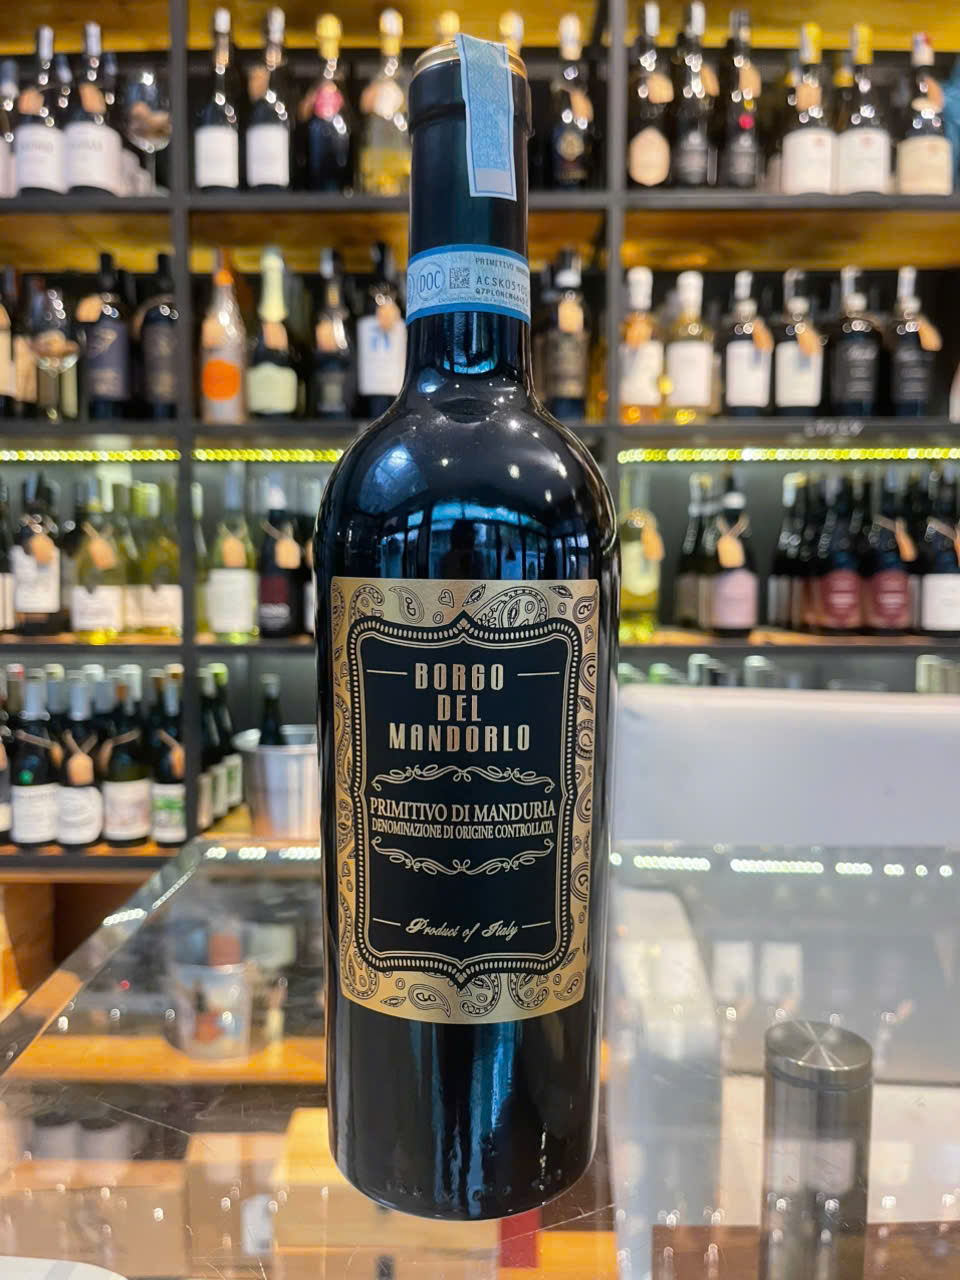 DOC
PRIMITIVO
BORGO
DEL
MANDORLO
PRIMITIVO DI MANDURIA
DENOMINAZIONE DI ORIGINE CONTROLLATA
Product of Italy